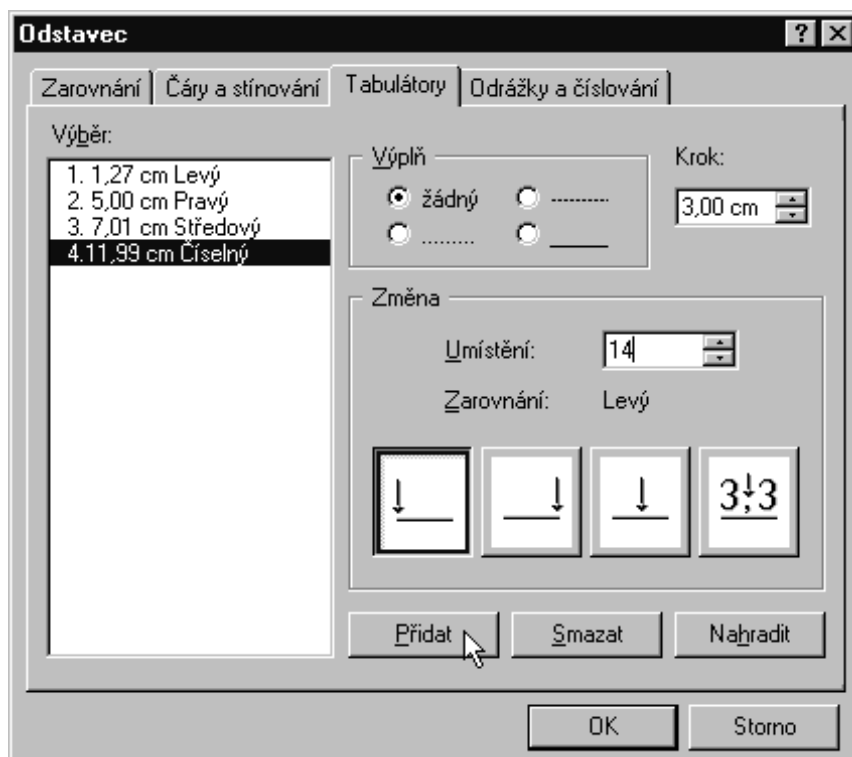 Odstavec
Zarovnání Čáry a stínování Tabulátory Odrážky a číslování
Výběr:
1. 1,27 cm Levý
2. 5,00 cm Pravý
3. 7,01 cm Středový
4.11,99 cm Číselný
Výplň
žádný ----------
.........
Krok:
3,00 cm
Změna
Umístění: 14
Zarovnání: Levý
3,3
Přidat Smazat Nahradit
OK Storno